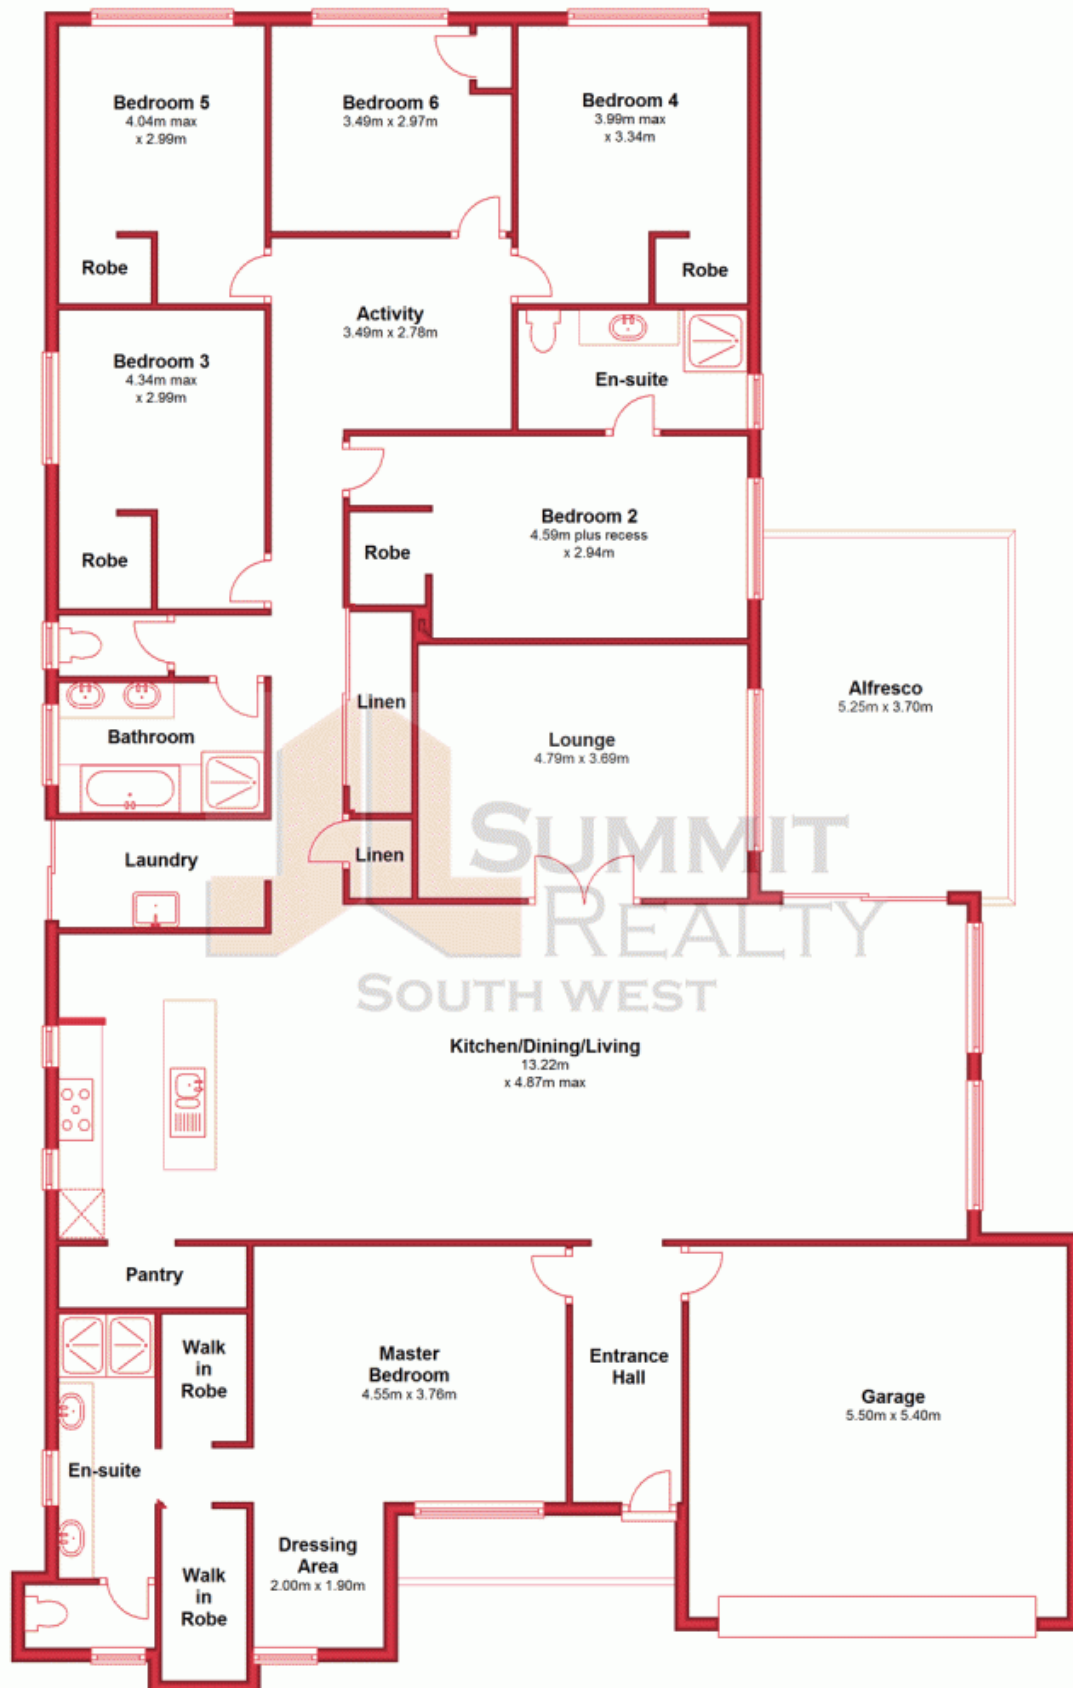 Bedroom 5
4.04m max
x 2.99m
Bedroom 6
3.49m x 2.97m
Bedroom 4
3.99m max
x 3.34m
Robe
Robe
Activity
3.49m x 2.78m
Bedroom 3
4.34m max
x 2.99m
En-suite
Bedroom 2
4.59m plus recess
x 2.94m
Robe
Robe
Alfresco
5.25m x 3.70m
Linen
Bathroom
Lounge
4.79m x 3.69m
Laundry
Linen
SUMMIT
REALTY
SOUTH WEST
Kitchen/Dining/Living
13.22m
x 4.87m max
Pantry
Walk
in
Robe
Master
Bedroom
4.55m x 3.76m
Entrance
Hall
Garage
5.50m x 5.40m
En-suite
Dressing
Area
2.00m x 1.90m
Walk
in
Robe